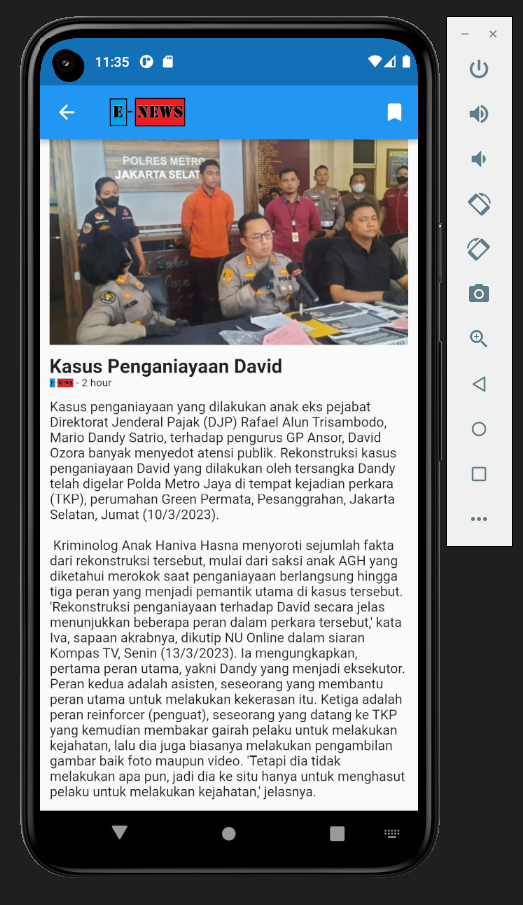 11:35
E-NEWS
POLRES METRO
JAKARTA SELAT
Kasus Penganiayaan David
E-NEWS - 2 hour
Kasus penganiayaan yang dilakukan anak eks pejabat
Direktorat Jenderal Pajak (DJP) Rafael Alun Trisambodo,
Mario Dandy Satrio, terhadap pengurus GP Ansor, David
Ozora banyak menyedot atensi publik. Rekonstruksi kasus
penganiayaan David yang dilakukan oleh tersangka Dandy
telah digelar Polda Metro Jaya di tempat kejadian perkara
(TKP), perumahan Green Permata, Pesanggrahan, Jakarta
Selatan, Jumat (10/3/2023).
Kriminolog Anak Haniva Hasna menyoroti sejumlah fakta
dari rekonstruksi tersebut, mulai dari saksi anak AGH yang
diketahui merokok saat penganiayaan berlangsung hingga
tiga peran yang menjadi pemantik utama di kasus tersebut.
'Rekonstruksi penganiayaan terhadap David secara jelas
menunjukkan beberapa peran dalam perkara tersebut,' kata
Iva, sapaan akrabnya, dikutip NU Online dalam siaran
Kompas TV, Senin (13/3/2023). Ia mengungkapkan,
pertama peran utama, yakni Dandy yang menjadi eksekutor.
Peran kedua adalah asisten, seseorang yang membantu
peran utama untuk melakukan kekerasan itu. Ketiga adalah
peran reinforcer (penguat), seseorang yang datang ke TKP
yang kemudian membakar gairah pelaku untuk melakukan
kejahatan, lalu dia juga biasanya melakukan pengambilan
gambar baik foto maupun video. 'Tetapi dia tidak
melakukan apa pun, jadi dia ke situ hanya untuk menghasut
pelaku untuk melakukan kejahatan,' jelasnya.